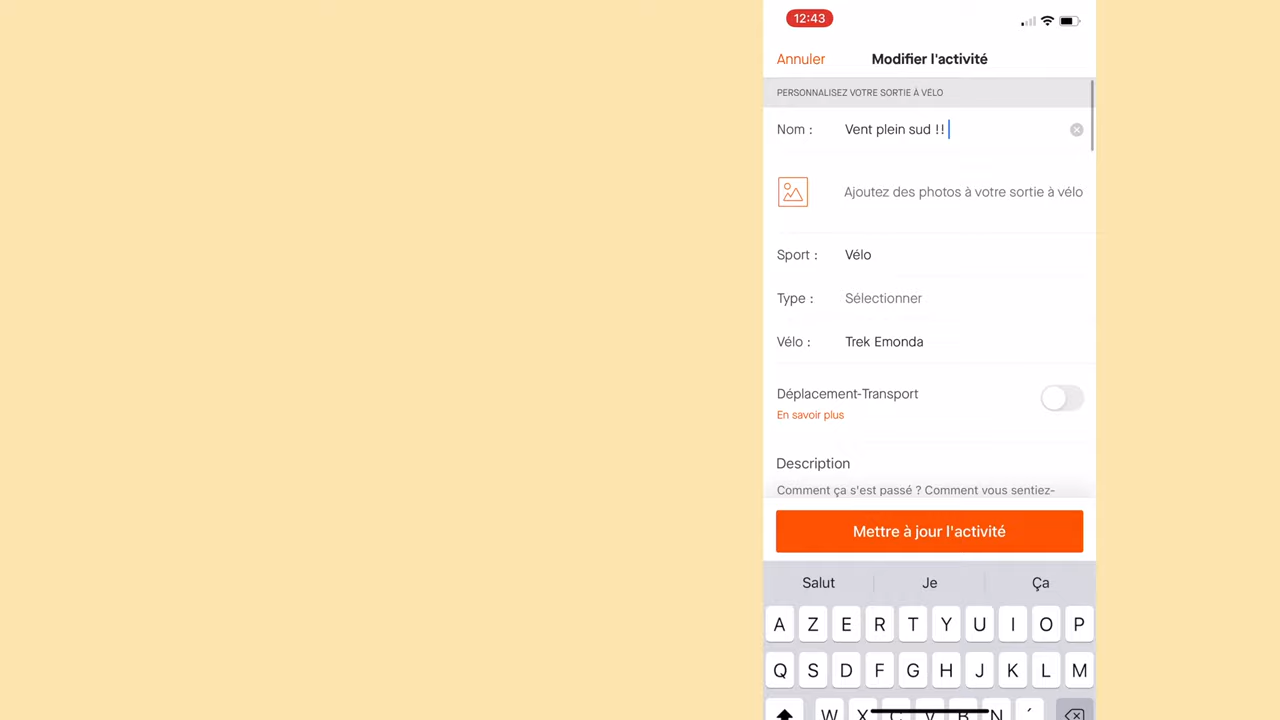 12:43
Annuler Modifier l'activité
PERSONNALISEZ VOTRE SORTIE À VÉLO
Nom : Vent plein sud !!
Ajoutez des photos à votre sortie à vélo
Sport : Vélo
Type : Sélectionner
Vélo : Trek Emonda
Déplacement-Transport
En savoir plus
Description
Comment ça s'est passé ? Comment vous sentiez-
Mettre à jour l'activité
Salut Je Ça
A Z E R T Y U I O P
Q S D F G H J K L M
W X C V B N ´